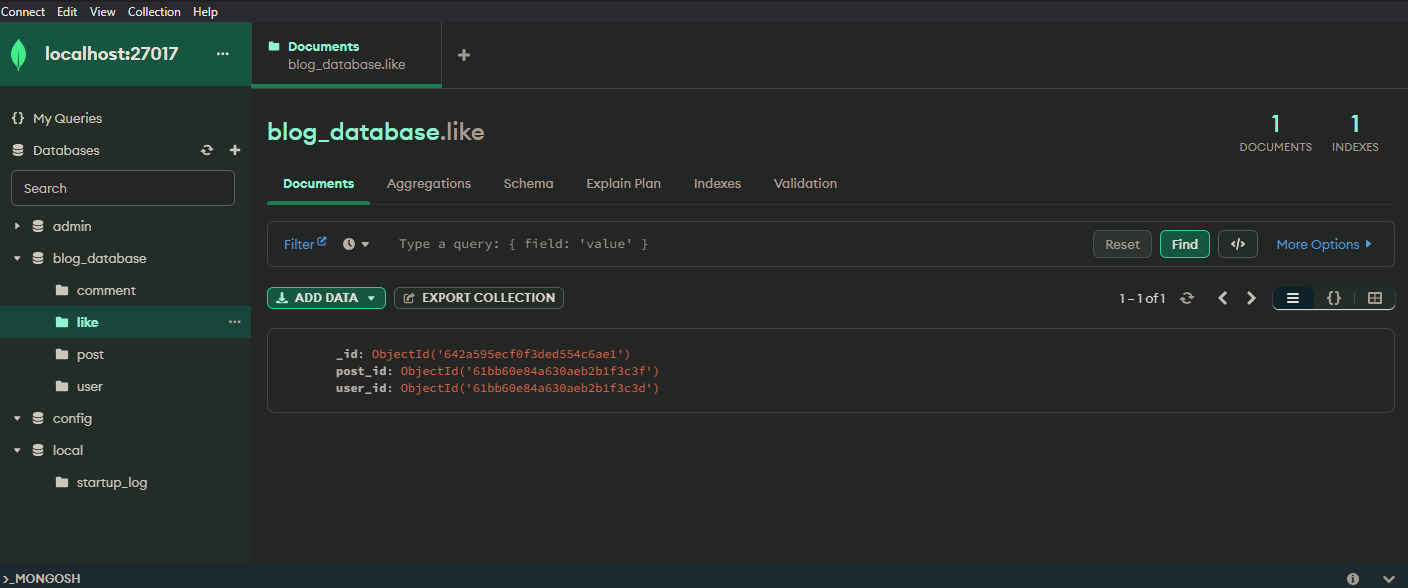 Connect Edit View Collection Help
localhost:27017 ...
Documents
blog_database.like
+
My Queries
Databases
Search
admin
blog_database
comment
like
post
user
config
local
startup_log
blog_database.like
1 DOCUMENTS
1 INDEXES
Documents Aggregations Schema Explain Plan Indexes Validation
Filter Type a query: { field: 'value' } Reset Find </> More Options
ADD DATA EXPORT COLLECTION 1 – 1 of 1 {}
_id: ObjectId('642a595ecf0f3ded554c6ae1')
post_id: ObjectId('61bb60e84a630aeb2b1f3c3f')
user_id: ObjectId('61bb60e84a630aeb2b1f3c3d')
>_MONGOSH